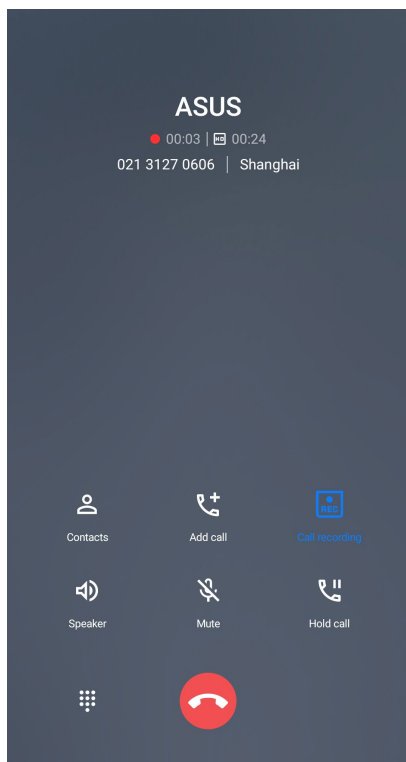 ASUS
00:03 | HD 00:24
021 3127 0606 | Shanghai
Contacts Add call REC Call recording
Speaker Mute Hold call